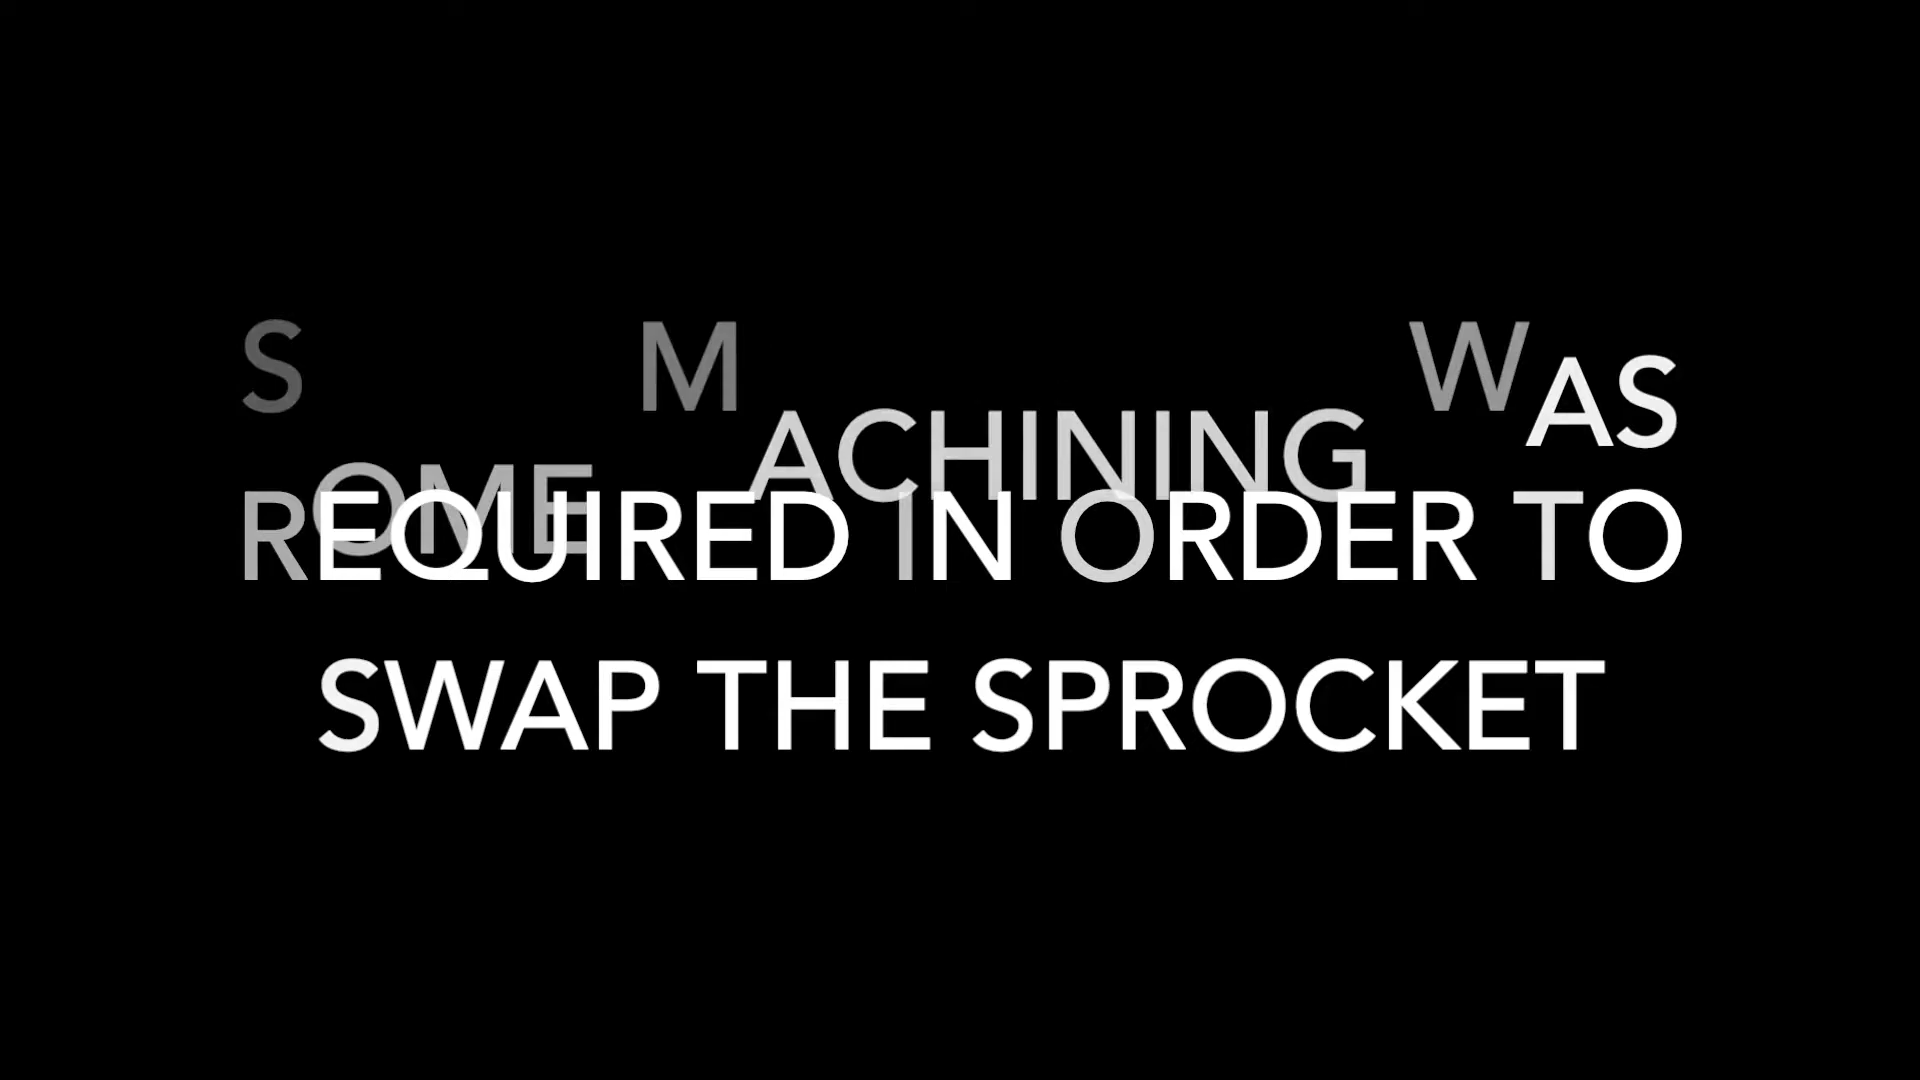 SOME MACHINING WAS
REQUIRED IN ORDER TO
SWAP THE SPROCKET